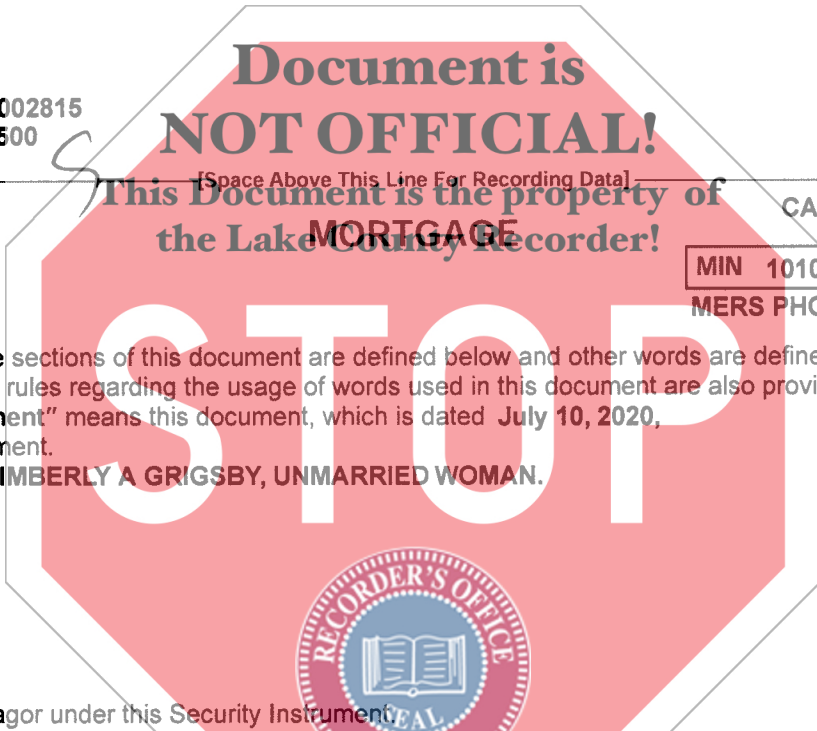 Document is
NOT OFFICIAL!
002815
500
[Space Above This Line For Recording Data]
This Document is the property of
the Lake County Recorder!
MORTGAGE
CA
MIN 1010
MERS PHO
STOP
e sections of this document are defined below and other words are define
rules regarding the usage of words used in this document are also provi
nent" means this document, which is dated July 10, 2020,
nent.
IMBERLY A GRIGSBY, UNMARRIED WOMAN.
RECORDER'S OFFICE
SEAL
agor under this Security Instrument.